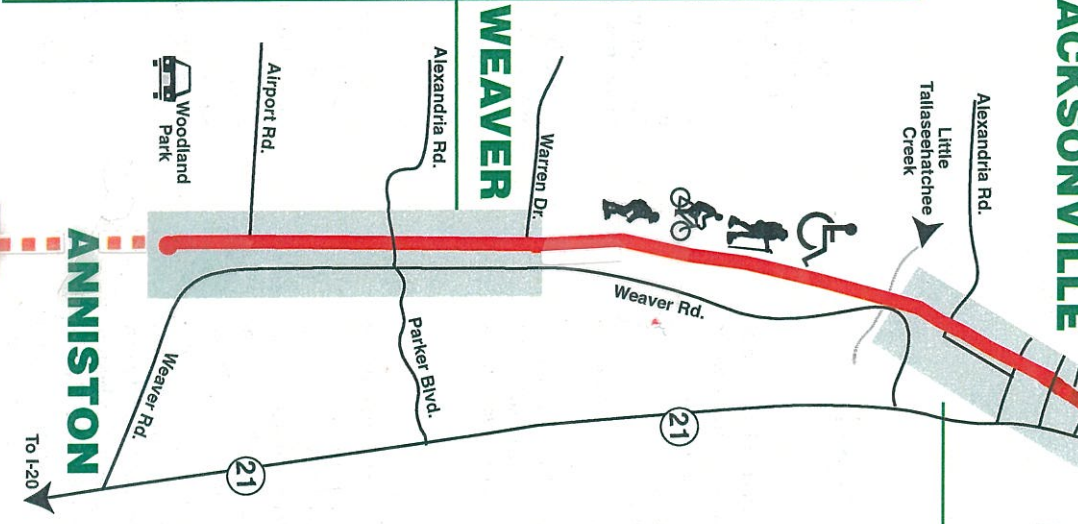 ACKSONVILLE
Alexandria Rd.
Little
Tallaseehatchee
Creek
21
Weaver Rd.
Warren Dr.
WEAVER
Alexandria Rd.
Parker Blvd.
Airport Rd.
21
Woodland
Park
Weaver Rd.
ANNISTON
To I-20